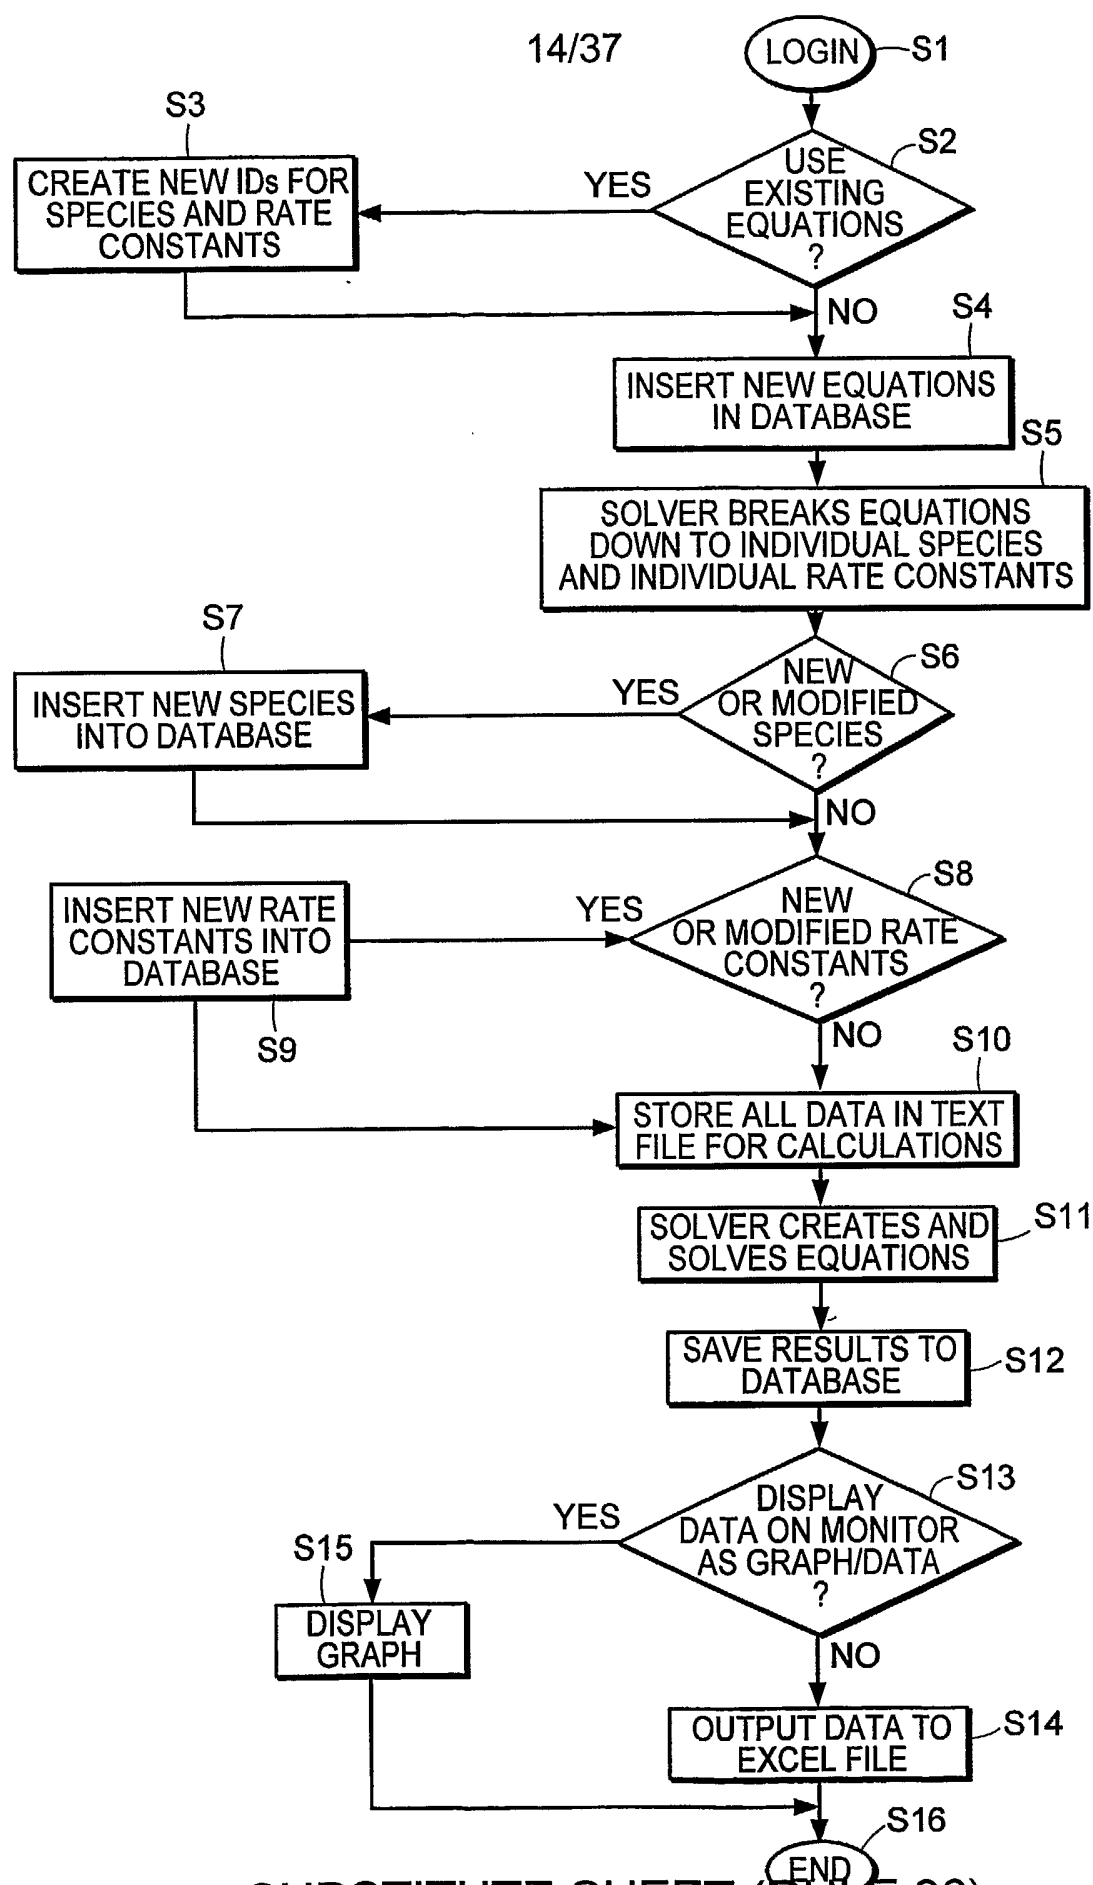 14/37
LOGIN
S1
S2
USE
EXISTING
EQUATIONS
?
YES
S3
CREATE NEW IDs FOR
SPECIES AND RATE
CONSTANTS
NO
S4
INSERT NEW EQUATIONS
IN DATABASE
S5
SOLVER BREAKS EQUATIONS
DOWN TO INDIVIDUAL SPECIES
AND INDIVIDUAL RATE CONSTANTS
S6
NEW
OR MODIFIED
SPECIES
?
YES
S7
INSERT NEW SPECIES
INTO DATABASE
NO
S8
NEW
OR MODIFIED RATE
CONSTANTS
?
YES
INSERT NEW RATE
CONSTANTS INTO
DATABASE
S9
NO
S10
STORE ALL DATA IN TEXT
FILE FOR CALCULATIONS
SOLVER CREATES AND
SOLVES EQUATIONS
S11
SAVE RESULTS TO
DATABASE
S12
S13
DISPLAY
DATA ON MONITOR
AS GRAPH/DATA
?
YES
S15
DISPLAY
GRAPH
NO
OUTPUT DATA TO
EXCEL FILE
S14
S16
END